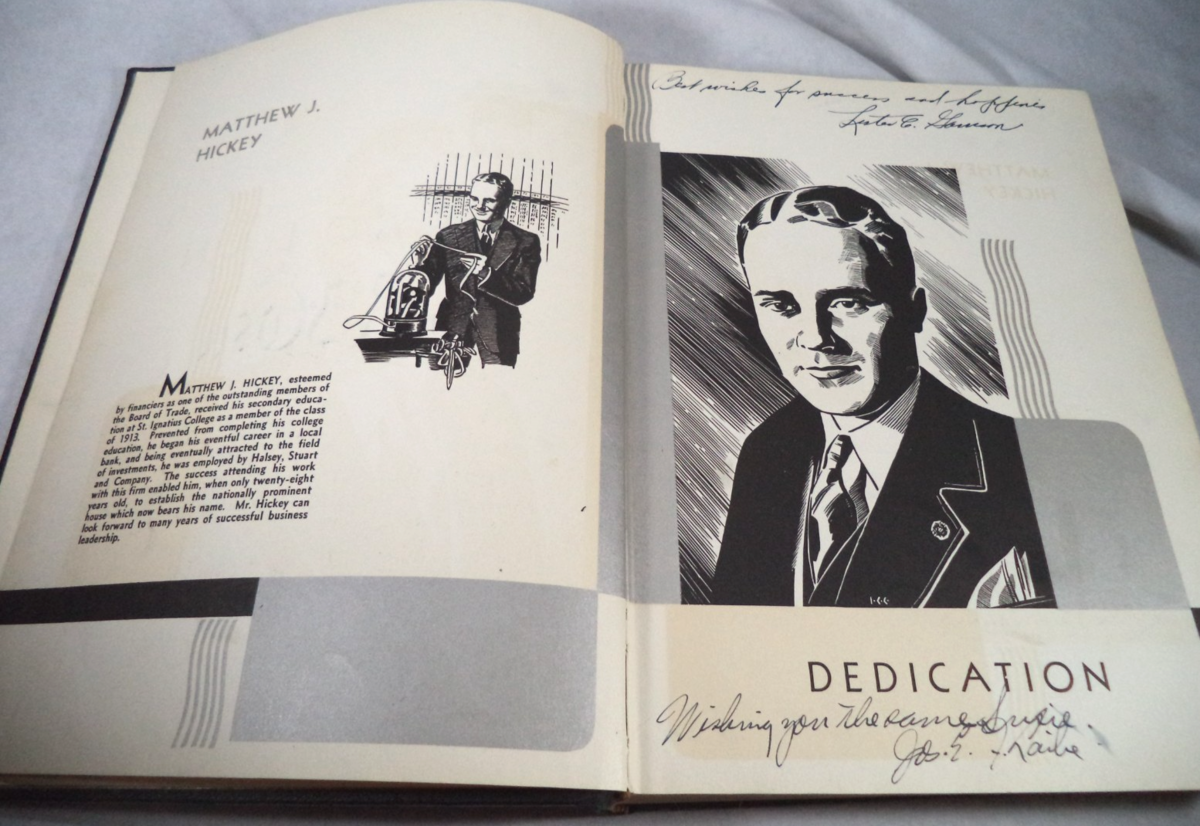 MATTHEW J.
HICKEY
MATTHEW J. HICKEY, esteemed
by financiers as one of the outstanding members of
the Board of Trade, received his secondary educa-
tion at St. Ignatius College as a member of the class
of 1913. Prevented from completing his college
education, he began his eventful career in a local
bank, and being eventually attracted to the field
of investments, he was employed by Halsey, Stuart
and Company. The success attending his work
with this firm enabled him, when only twenty-eight
years old, to establish the nationally prominent
house which now bears his name. Mr. Hickey can
look forward to many years of successful business
leadership.
Best wishes for success and happiness
Lester C.
DEDICATION
Wishing you the same
Jos. E.